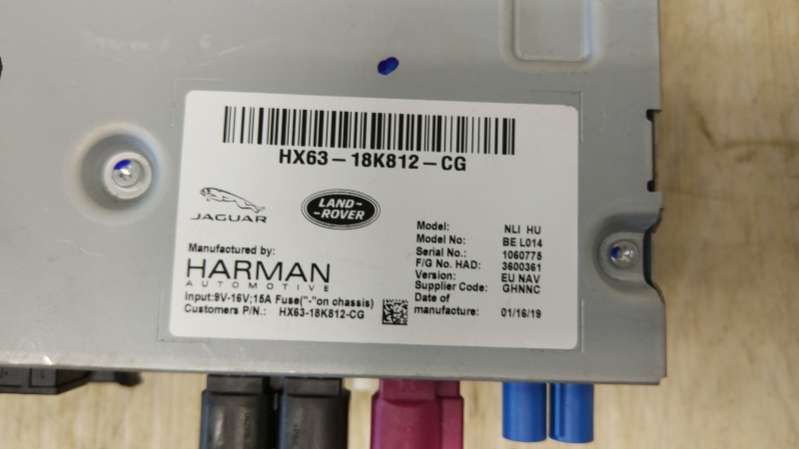 HX63-18K812-CG
JAGUAR
LAND-
-ROVER
Manufactured by:
HARMAN
AUTOMOTIVE
Input:9V-16V;15A Fuse("-"on chassis)
Customers P/N.: HX63-18K812-CG
Model: NLI HU
Model No: BE L014
Serial No.: 1060775
F/G No. HAD: 3600361
Version: EU NAV
Supplier Code: GHNNC
Date of
manufacture: 01/16/19